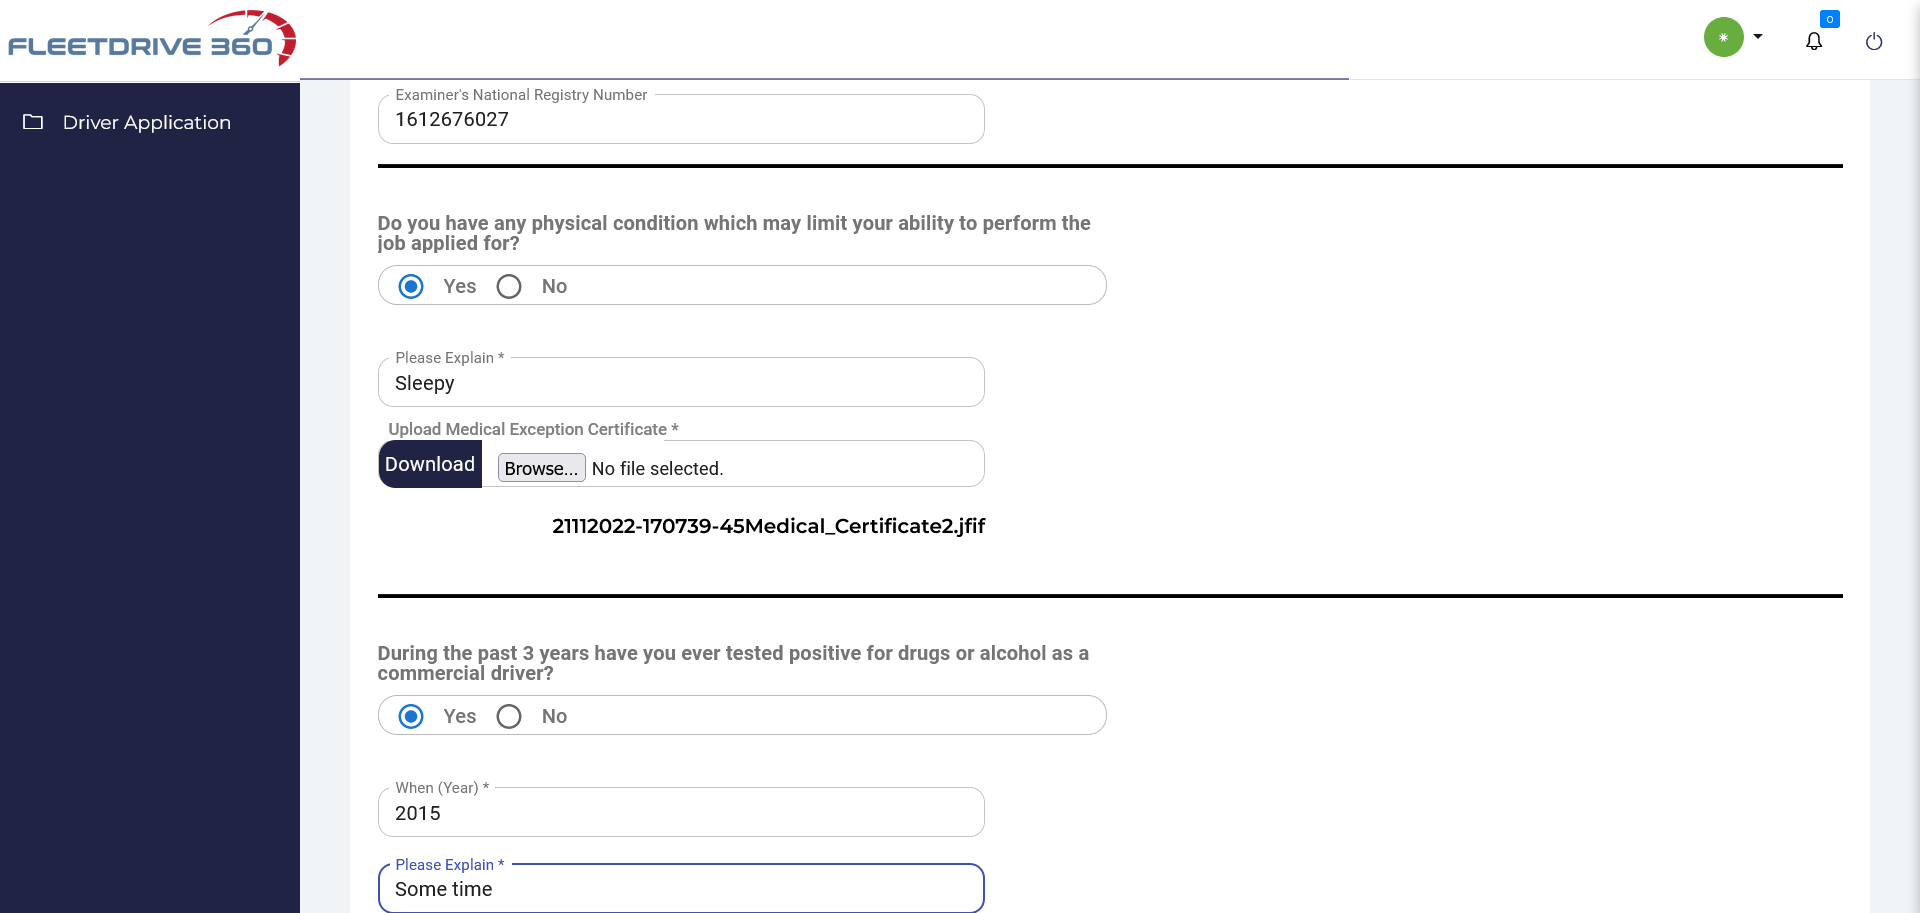 FLEETDRIVE 360
0
Driver Application
Examiner's National Registry Number
1612676027
Do you have any physical condition which may limit your ability to perform the
job applied for?
Yes No
Please Explain *
Sleepy
Upload Medical Exception Certificate *
Download Browse... No file selected.
21112022-170739-45Medical_Certificate2.jfif
During the past 3 years have you ever tested positive for drugs or alcohol as a
commercial driver?
Yes No
When (Year) *
2015
Please Explain *
Some time